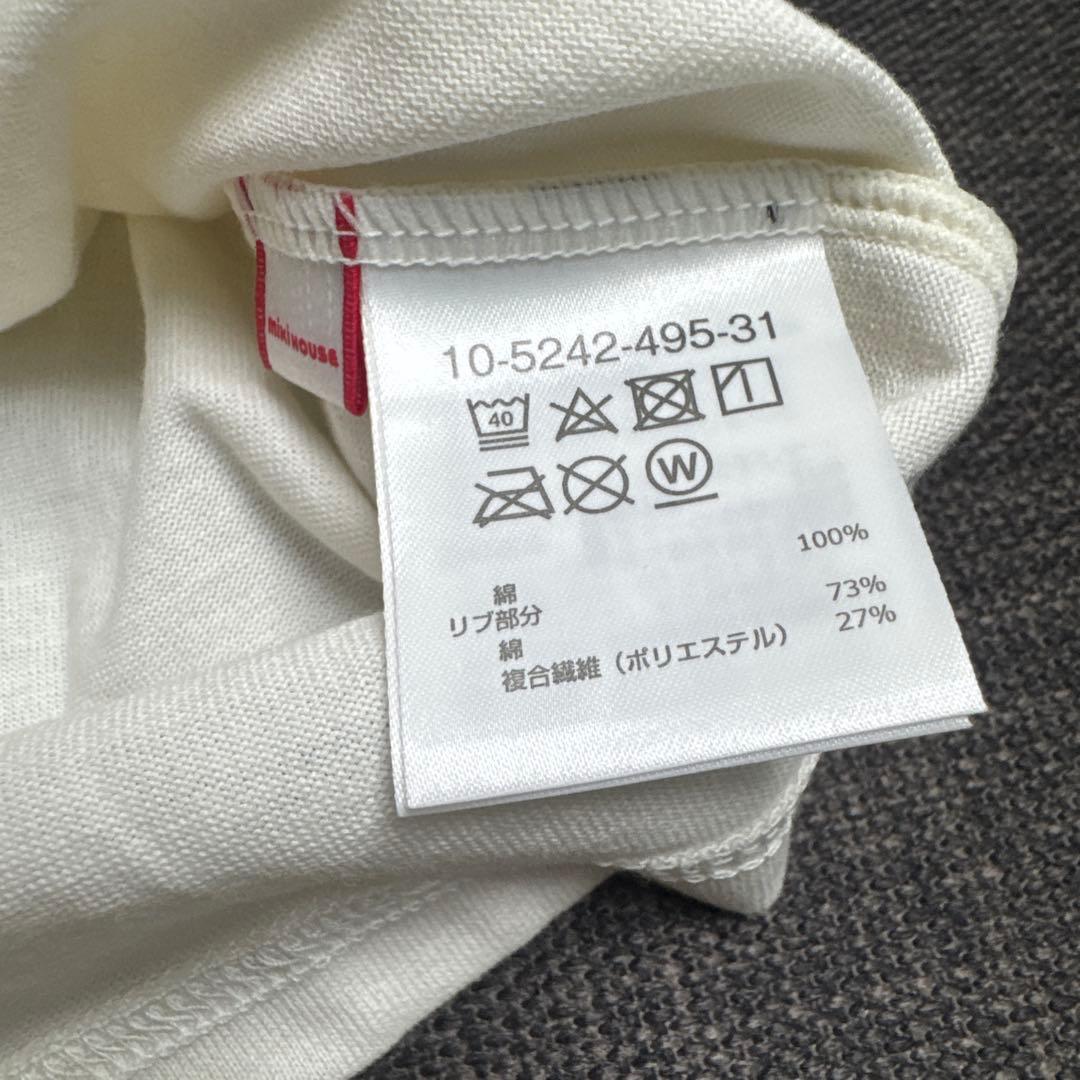 miKiHOUSE
10-5242-495-31
40
W
綿 100%
リブ部分
綿 73%
複合繊維（ポリエステル） 27%